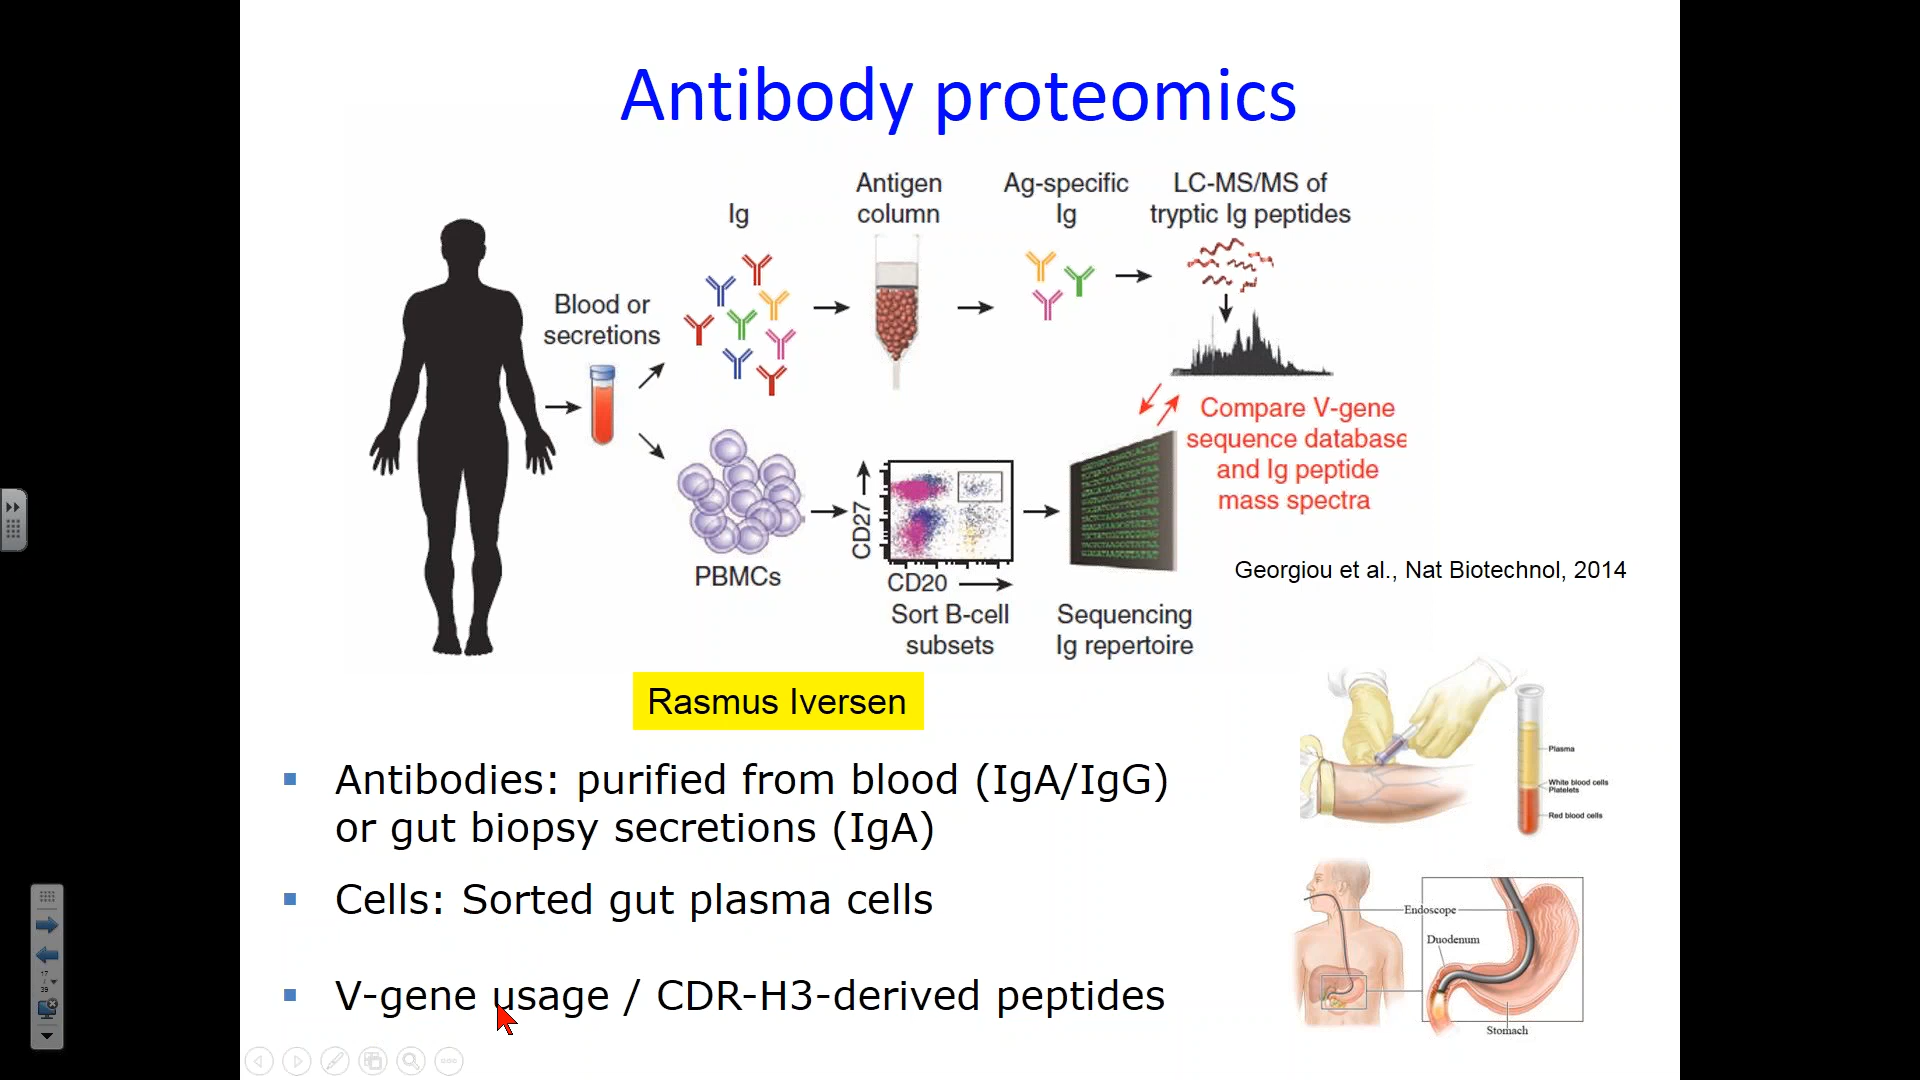 Antibody proteomics
Blood or
secretions
Ig
Antigen
column
Ag-specific
Ig
LC-MS/MS of
tryptic Ig peptides
Compare V-gene
sequence database
and Ig peptide
mass spectra
PBMCs
CD27
CD20
Sort B-cell
subsets
Sequencing
Ig repertoire
Georgiou et al., Nat Biotechnol, 2014
Rasmus Iversen
Antibodies: purified from blood (IgA/IgG)
or gut biopsy secretions (IgA)
Cells: Sorted gut plasma cells
V-gene usage / CDR-H3-derived peptides
Plasma
White blood cells
Platelets
Red blood cells
Endoscope
Duodenum
Stomach
17
39